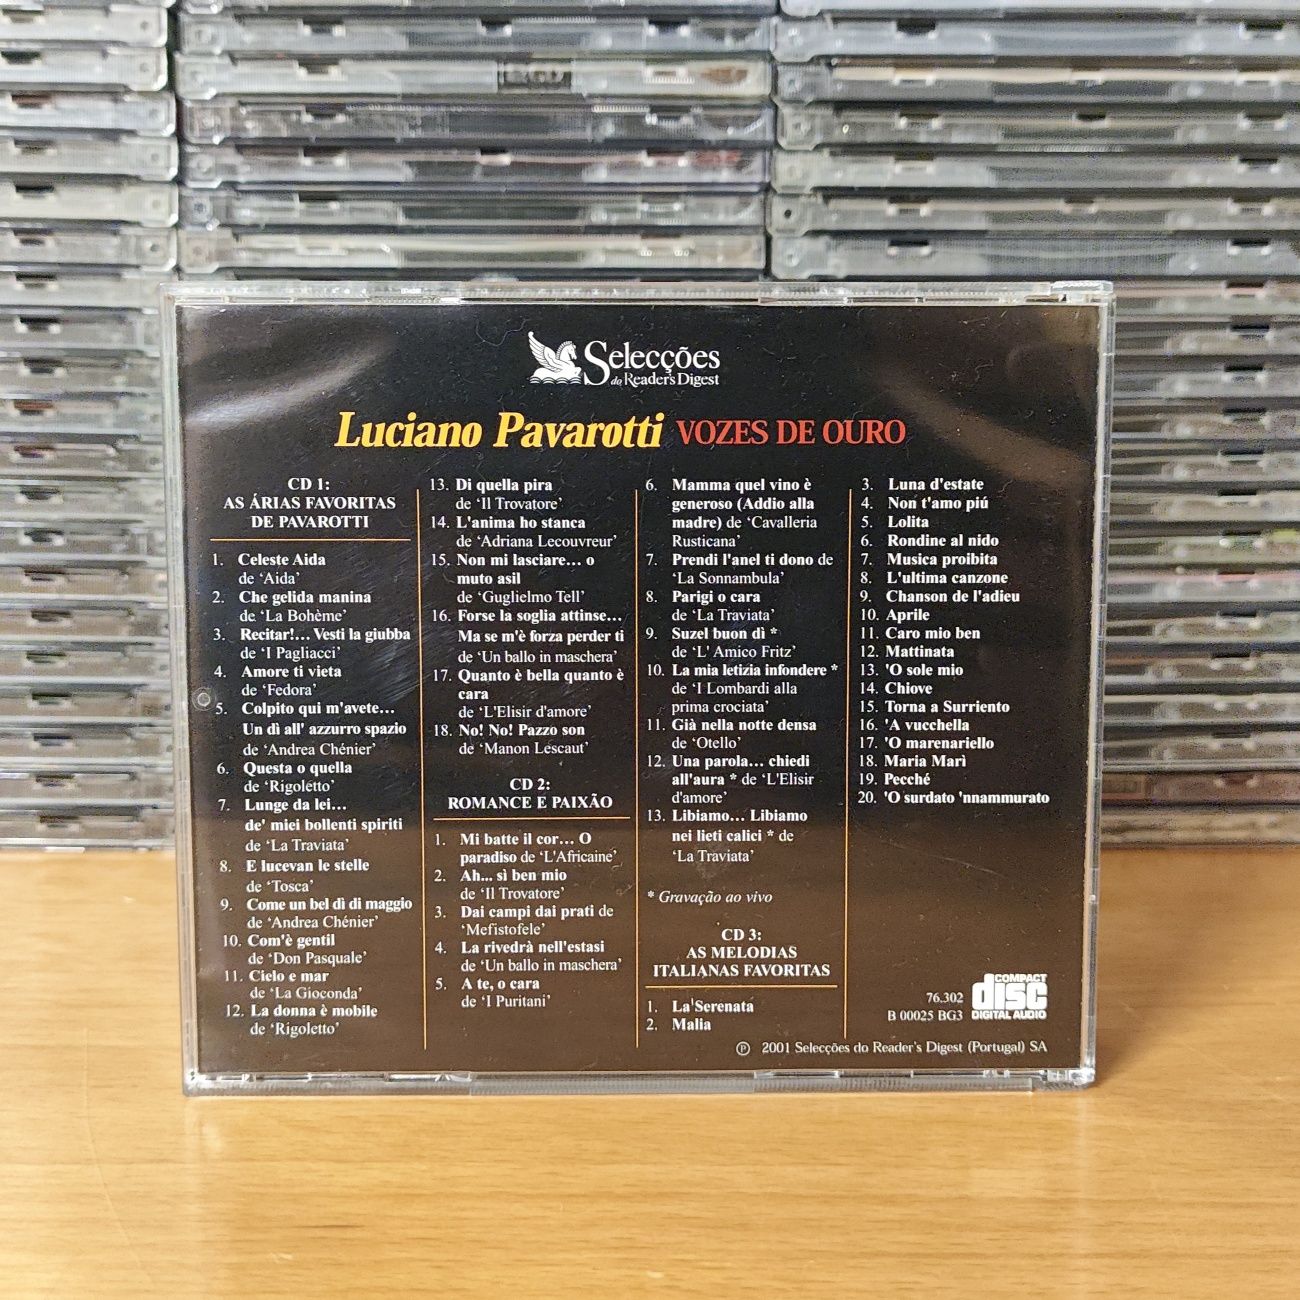 Selecções
do Reader's Digest
Luciano Pavarotti VOZES DE OURO
CD 1:
AS ÁRIAS FAVORITAS
DE PAVAROTTI
1. Celeste Aida
de ‘Aida’
2. Che gelida manina
de ‘La Bohème’
3. Recitar!... Vesti la giubba
de ‘I Pagliacci’
4. Amore ti vieta
de ‘Fedora’
5. Colpito qui m'avete...
Un dì all' azzurro spazio
de ‘Andrea Chénier’
6. Questa o quella
de ‘Rigoletto’
7. Lunge da lei...
de' miei bollenti spiriti
de ‘La Traviata’
8. E lucevan le stelle
de ‘Tosca’
9. Come un bel dì di maggio
de ‘Andrea Chénier’
10. Com'è gentil
de ‘Don Pasquale’
11. Cielo e mar
de ‘La Gioconda’
12. La donna è mobile
de ‘Rigoletto’
13. Di quella pira
de ‘Il Trovatore’
14. L'anima ho stanca
de ‘Adriana Lecouvreur’
15. Non mi lasciare... o
muto asil
de ‘Guglielmo Tell’
16. Forse la soglia attinse...
Ma se m'è forza perder ti
de ‘Un ballo in maschera’
17. Quanto è bella quanto è
cara
de ‘L'Elisir d'amore’
18. No! No! Pazzo son
de ‘Manon Lescaut’
CD 2:
ROMANCE E PAIXÃO
1. Mi batte il cor... O
paradiso de ‘L'Africaine’
2. Ah... sì ben mio
de ‘Il Trovatore’
3. Dai campi dai prati de
‘Mefistofele’
4. La rivedrà nell'estasi
de ‘Un ballo in maschera’
5. A te, o cara
de ‘I Puritani’
6. Mamma quel vino è
generoso (Addio alla
madre) de ‘Cavalleria
Rusticana’
7. Prendi l'anel ti dono de
‘La Sonnambula’
8. Parigi o cara
de ‘La Traviata’
9. Suzel buon dì *
de ‘L' Amico Fritz’
10. La mia letizia infondere *
de ‘I Lombardi alla
prima crociata’
11. Già nella notte densa
de ‘Otello’
12. Una parola... chiedi
all'aura * de ‘L'Elisir
d'amore’
13. Libiamo... Libiamo
nei lieti calici * de
‘La Traviata’
* Gravação ao vivo
CD 3:
AS MELODIAS
ITALIANAS FAVORITAS
1. La Serenata
2. Malia
3. Luna d'estate
4. Non t'amo piú
5. Lolita
6. Rondine al nido
7. Musica proibita
8. L'ultima canzone
9. Chanson de l'adieu
10. Aprile
11. Caro mio ben
12. Mattinata
13. 'O sole mio
14. Chiove
15. Torna a Surriento
16. 'A vucchella
17. 'O marenariello
18. Maria Marì
19. Pecché
20. 'O surdato 'nnammurato
76.302
B 00025 BG3
COMPACT
disc
DIGITAL AUDIO
℗ 2001 Selecções do Reader's Digest (Portugal) SA